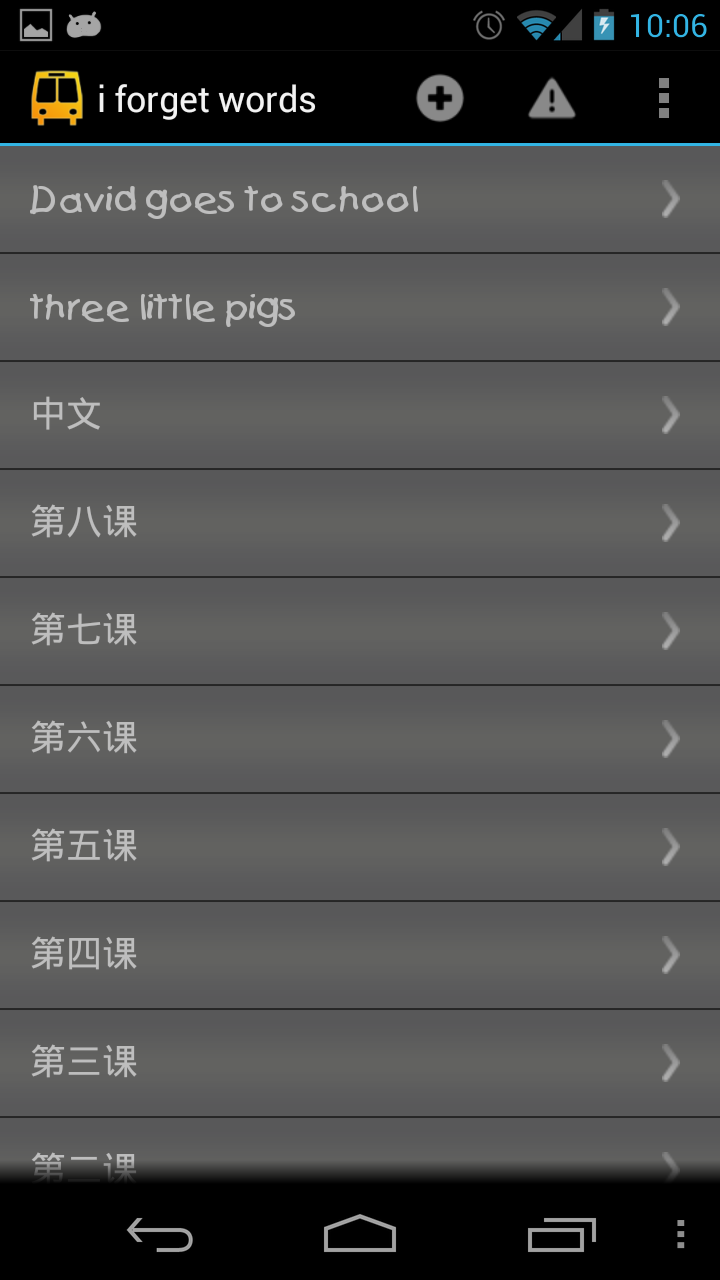 10:06
i forget words
David goes to school
three little pigs
中文
第八课
第七课
第六课
第五课
第四课
第三课
第二课